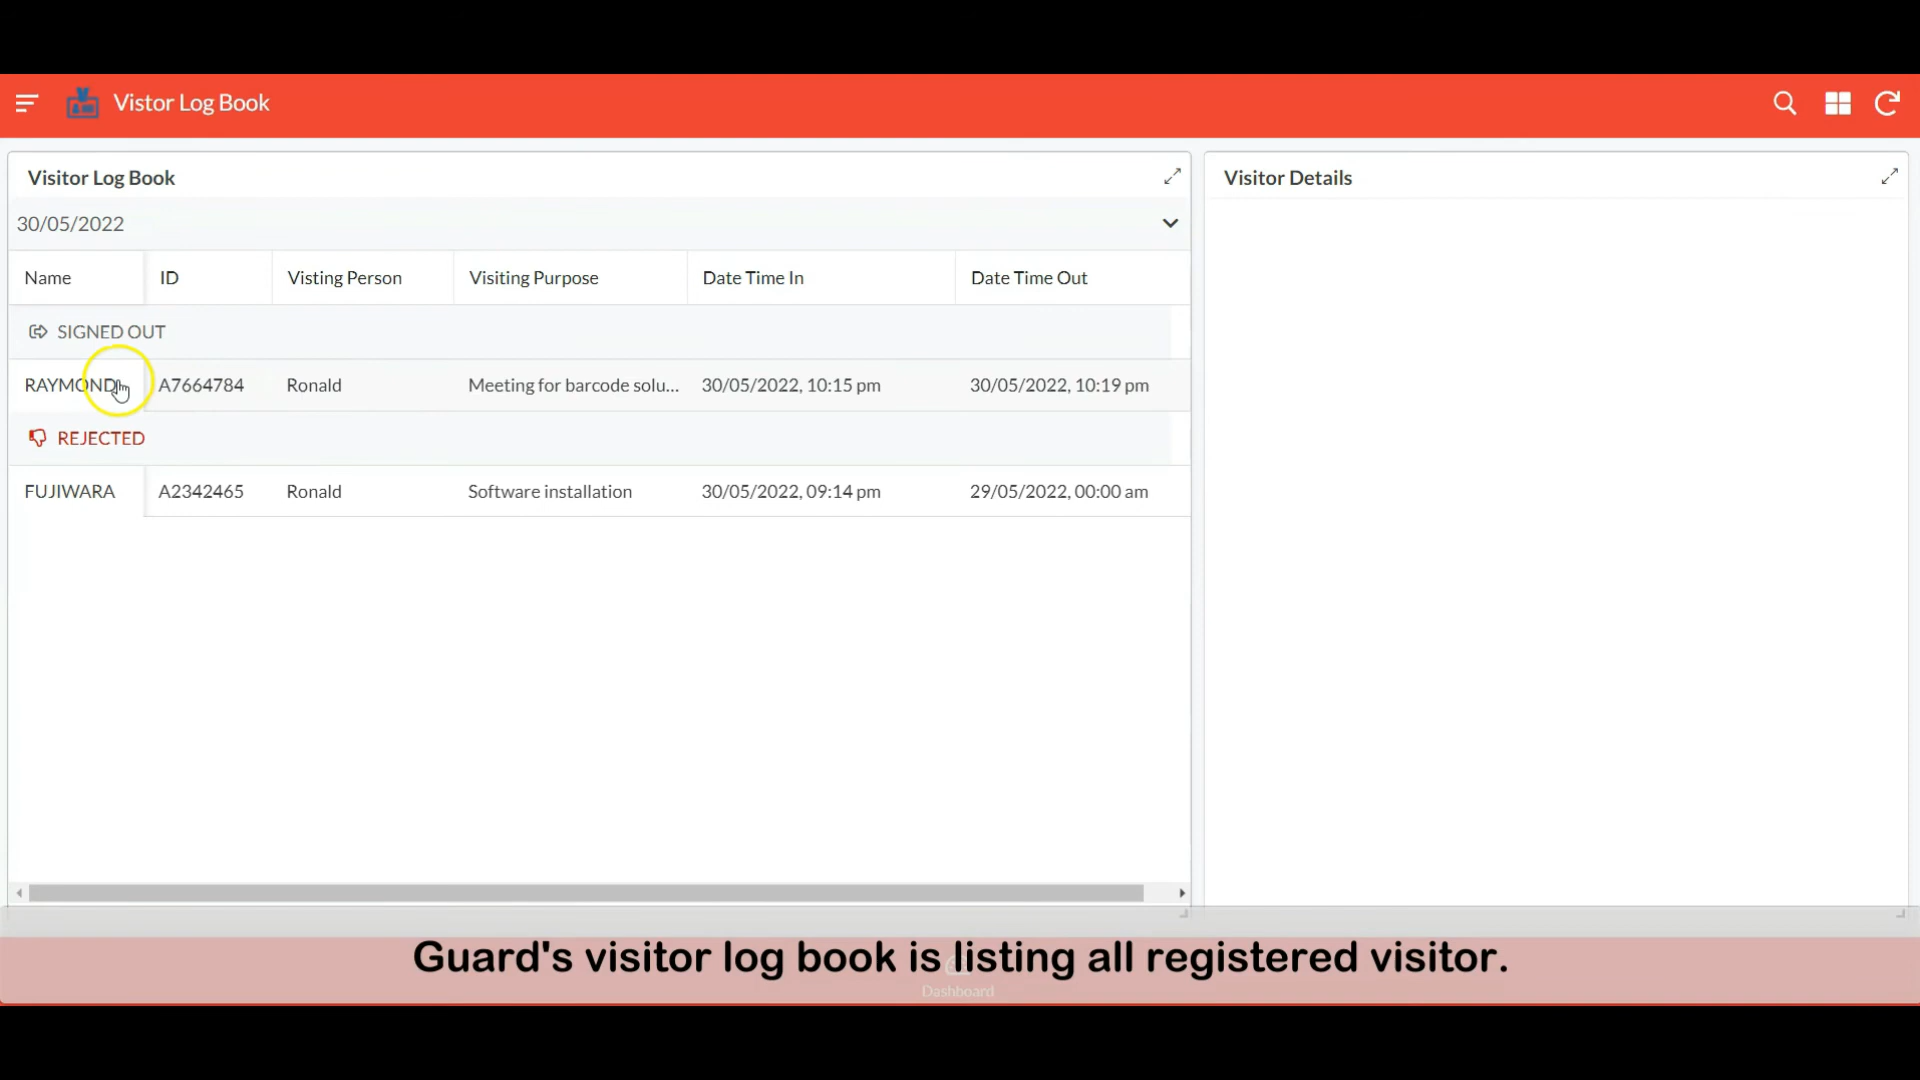 Vistor Log Book
Visitor Log Book
Visitor Details
30/05/2022
Name ID Visting Person Visiting Purpose Date Time In Date Time Out
SIGNED OUT
RAYMOND A7664784 Ronald Meeting for barcode solu... 30/05/2022, 10:15 pm 30/05/2022, 10:19 pm
REJECTED
FUJIWARA A2342465 Ronald Software installation 30/05/2022, 09:14 pm 29/05/2022, 00:00 am
Guard's visitor log book is listing all registered visitor.
Dashboard